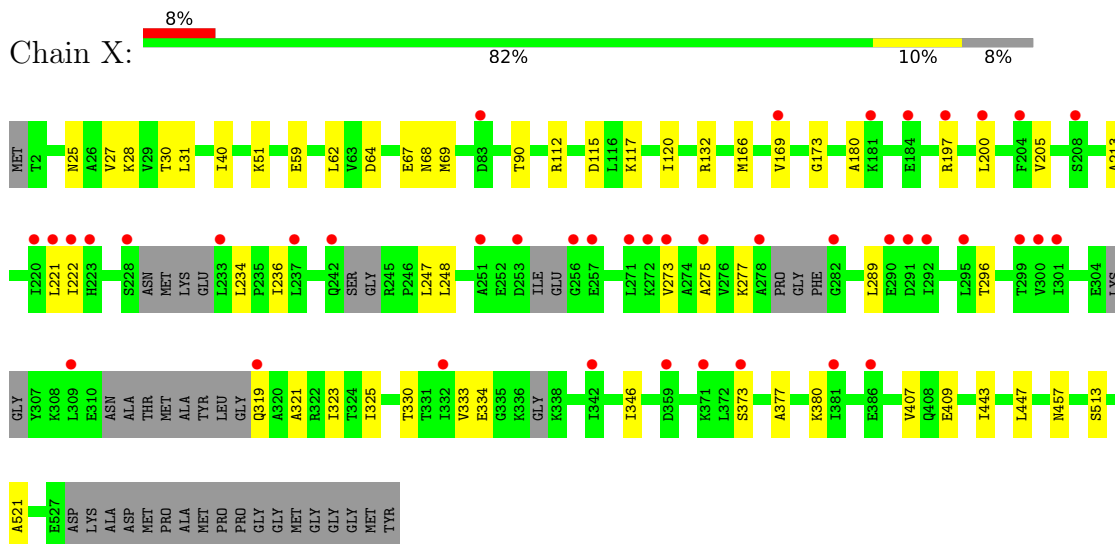 8%
Chain X:
82% 10% 8%
MET T2 N25 A26 V27 K28 V29 T30 L31 I40 K51 E59 L62 V63 D64 E67 N68 M69 D83 T90 R112 D115 L116 K117 I120 R132 M166 V169 G173 A180 K181 E184 R197 L200 F204 V205 S208 A213
I220 L221 I222 H223 S228 ASN MET LYS GLU L233 L234 P235 I236 L237 Q242 SER GLY R245 P246 L247 L248 A251 E252 D253 ILE GLU G256 E257 L271 K272 V273 A274 A275 V276 K277 A278 PRO GLY PHE G282 L289 E290 D291 I292 L295 T296 T299 V300 I301 E304 LYS
GLY Y307 K308 L309 E310 ASN ALA THR MET ALA TYR LEU GLY Q319 A320 A321 R322 I323 T324 I325 T330 T331 I332 V333 E334 G335 K336 GLY K338 I342 I346 D359 K371 L372 S373 A377 K380 I381 E386 V407 Q408 E409 I443 L447 N457 S513
A521 E527 ASP LYS ALA ASP MET PRO ALA MET PRO PRO GLY GLY MET GLY GLY GLY MET TYR